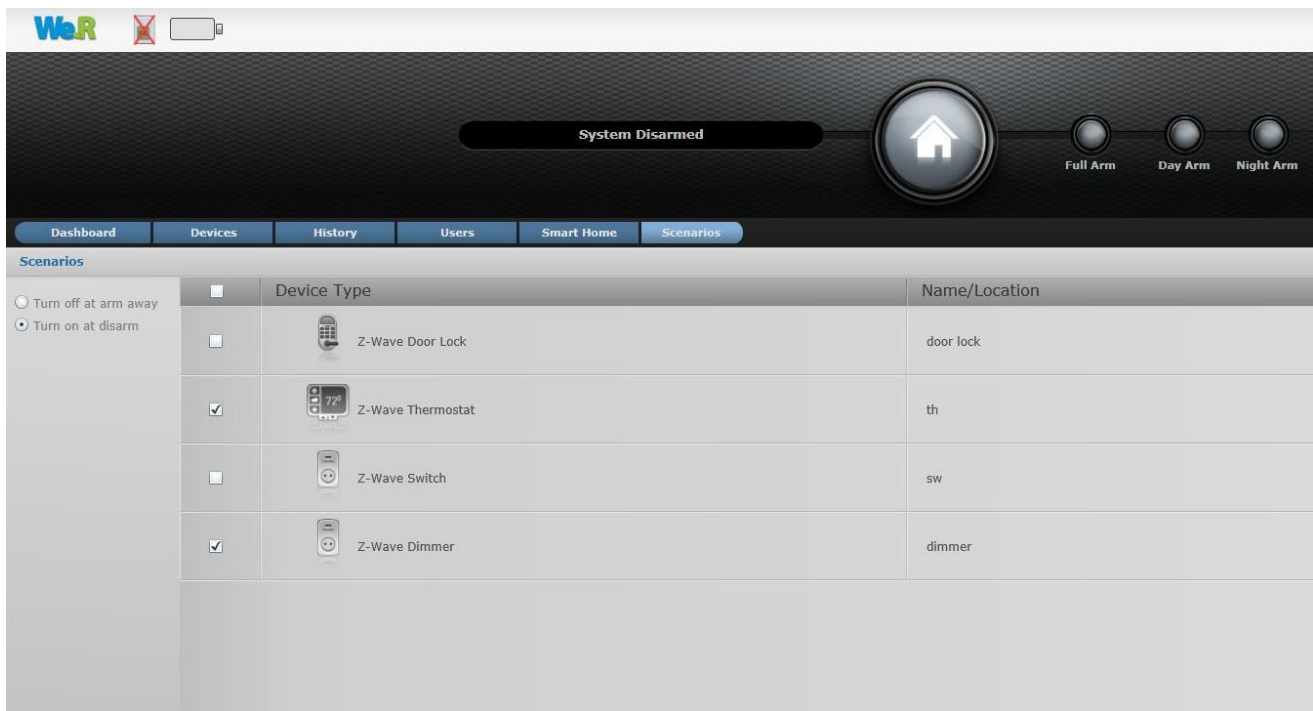 WeR
System Disarmed
Full Arm Day Arm Night Arm
Dashboard Devices History Users Smart Home Scenarios
Scenarios
Turn off at arm away
Turn on at disarm
Device Type Name/Location
Z-Wave Door Lock door lock
72° Z-Wave Thermostat th
Z-Wave Switch sw
Z-Wave Dimmer dimmer